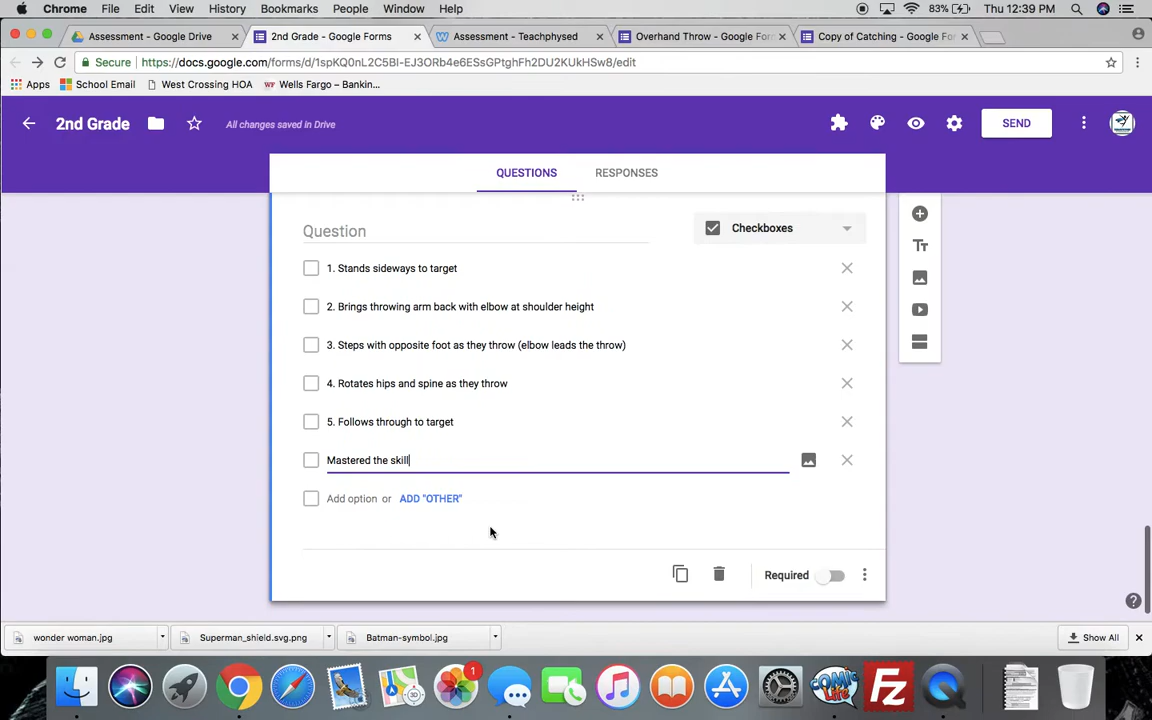 Chrome File Edit View History Bookmarks People Window Help 83% Thu 12:39 PM
Assessment - Google Drive 2nd Grade - Google Forms Assessment - Teachphysed Overhand Throw - Google For Copy of Catching - Google Fo
Secure https://docs.google.com/forms/d/1spKQ0nL2C5BI-EJ3ORb4e6ESsGPtghFh2DU2KUkHSw8/edit
Apps School Email West Crossing HOA Wells Fargo – Bankin...
2nd Grade All changes saved in Drive SEND
QUESTIONS RESPONSES
Question Checkboxes
1. Stands sideways to target
2. Brings throwing arm back with elbow at shoulder height
3. Steps with opposite foot as they throw (elbow leads the throw)
4. Rotates hips and spine as they throw
5. Follows through to target
Mastered the skill
Add option or ADD "OTHER"
Required
wonder woman.jpg Superman_shield.svg.png Batman-symbol.jpg Show All